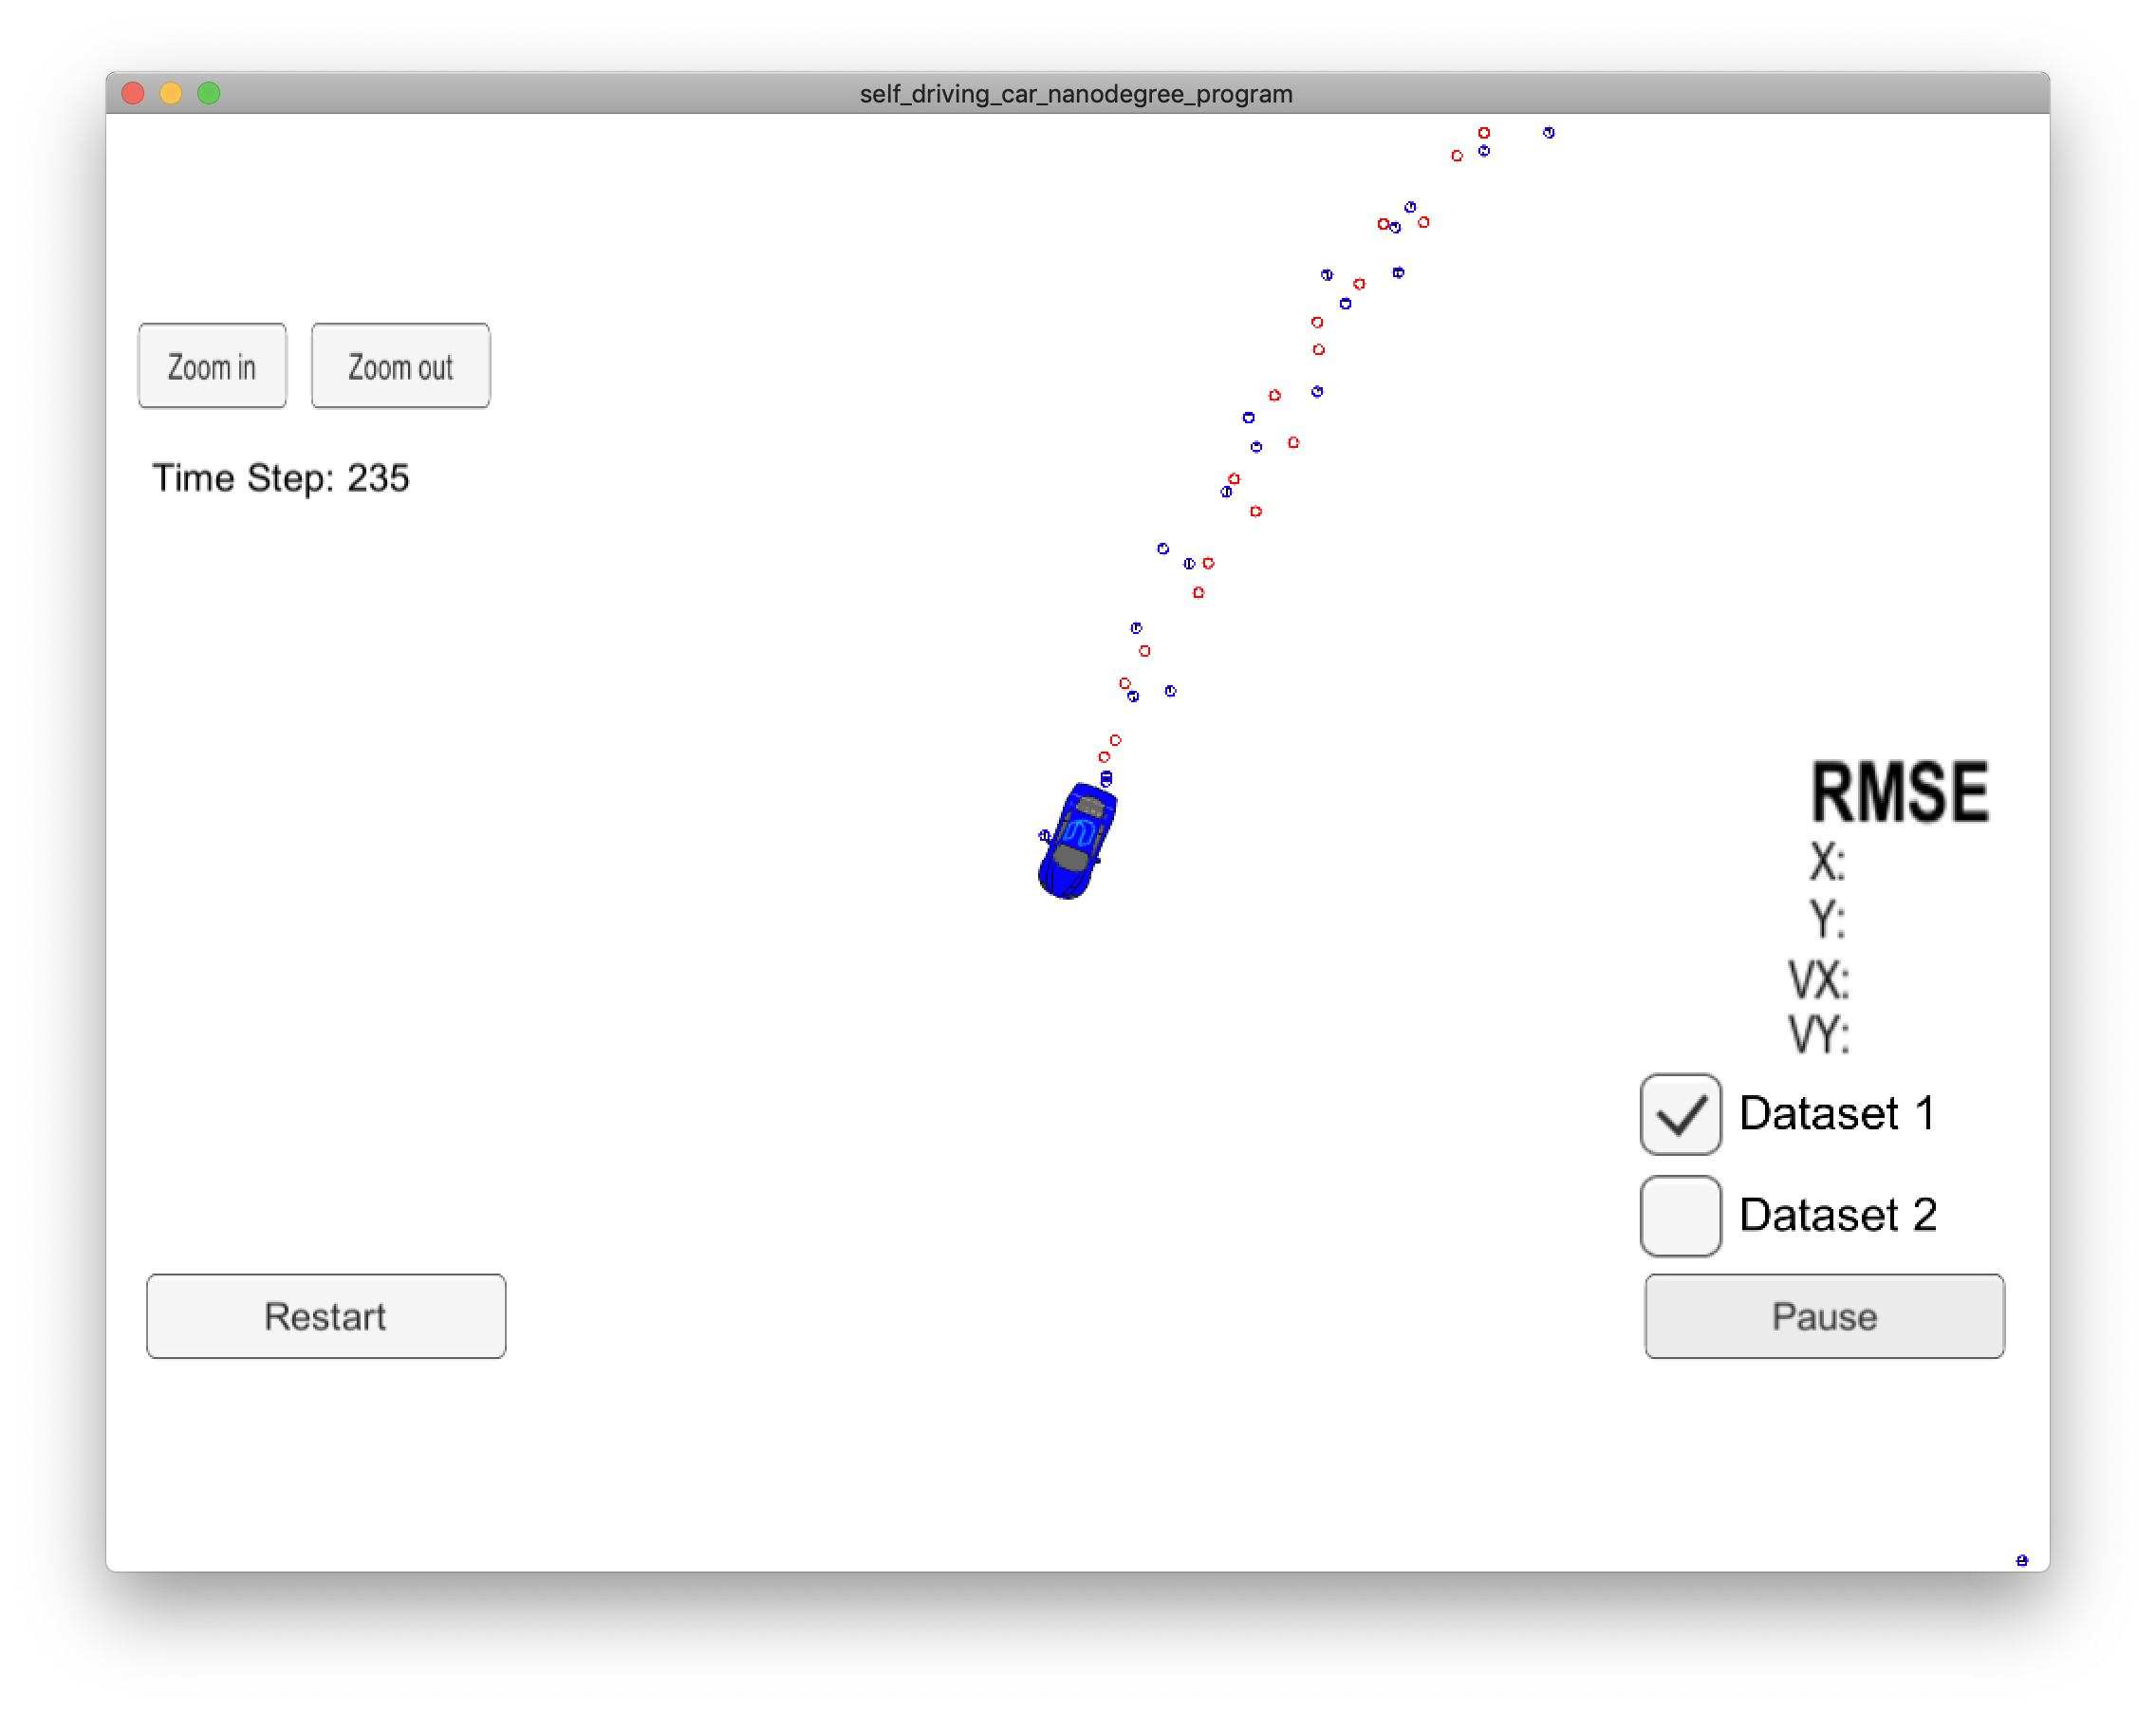 self_driving_car_nanodegree_program
Zoom in
Zoom out
Time Step: 235
RMSE
X:
Y:
VX:
VY:
Dataset 1
Dataset 2
Restart
Pause